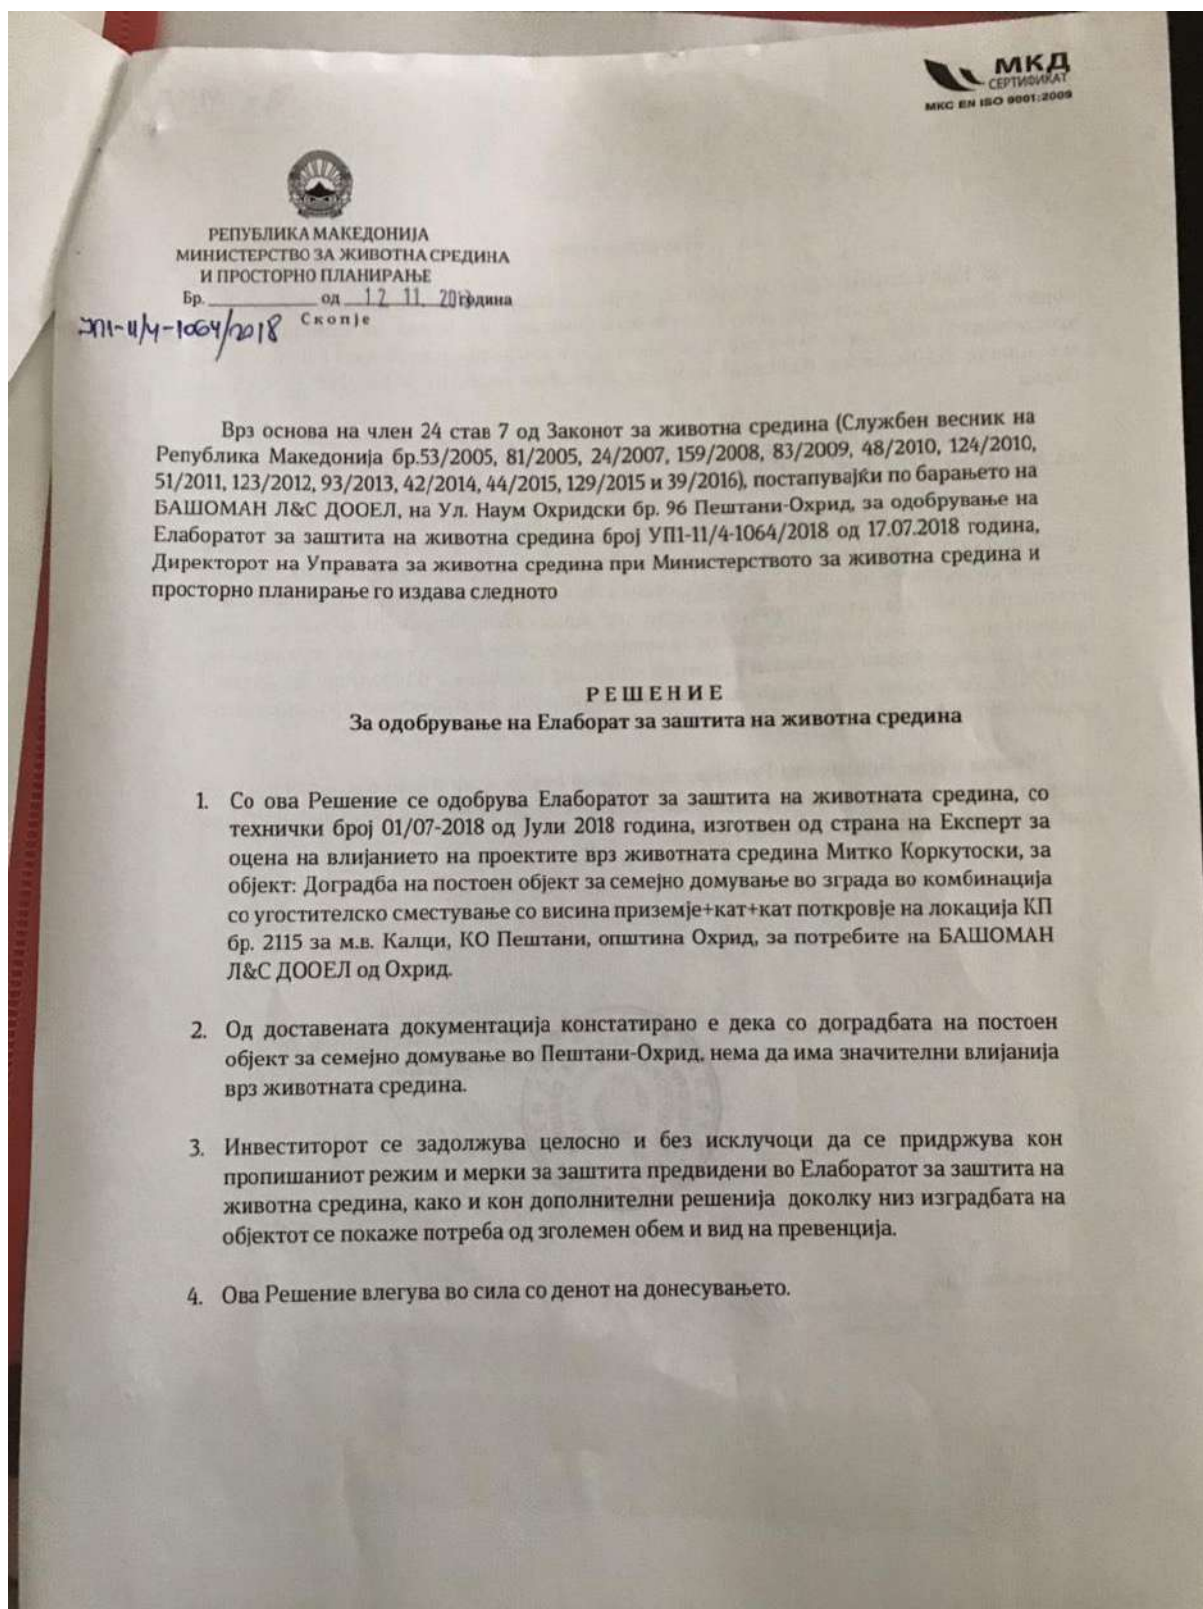 МКД
СЕРТИФИКАТ
МКС EN ISO 9001:2009
РЕПУБЛИКА МАКЕДОНИЈА
МИНИСТЕРСТВО ЗА ЖИВОТНА СРЕДИНА
И ПРОСТОРНО ПЛАНИРАЊЕ
Бр. од 12 11. година
Скопје
УП1-11/4-1064/2018
Врз основа на член 24 став 7 од Законот за животна средина (Службен весник на
Република Македонија бр.53/2005, 81/2005, 24/2007, 159/2008, 83/2009, 48/2010, 124/2010,
51/2011, 123/2012, 93/2013, 42/2014, 44/2015, 129/2015 и 39/2016), постапувајќи по барањето на
БАШОМАН Л&С ДООЕЛ, на Ул. Наум Охридски бр. 96 Пештани-Охрид, за одобрување на
Елаборатот за заштита на животна средина број УП1-11/4-1064/2018 од 17.07.2018 година,
Директорот на Управата за животна средина при Министерството за животна средина и
просторно планирање го издава следното
Р Е Ш Е Н И Е
За одобрување на Елаборат за заштита на животна средина
1. Со ова Решение се одобрува Елаборатот за заштита на животната средина, со
технички број 01/07-2018 од Јули 2018 година, изготвен од страна на Експерт за
оцена на влијанието на проектите врз животната средина Митко Коркутоски, за
објект: Доградба на постоен објект за семејно домување во зграда во комбинација
со угостителско сместување со висина приземје+кат+кат поткровје на локација КП
бр. 2115 за м.в. Калци, КО Пештани, општина Охрид, за потребите на БАШОМАН
Л&С ДООЕЛ од Охрид.
2. Од доставената документација констатирано е дека со доградбата на постоен
објект за семејно домување во Пештани-Охрид, нема да има значителни влијанија
врз животната средина.
3. Инвеститорот се задолжува целосно и без исклучоци да се придржува кон
пропишаниот режим и мерки за заштита предвидени во Елаборатот за заштита на
животна средина, како и кон дополнителни решенија доколку низ изградбата на
објектот се покаже потреба од зголемен обем и вид на превенција.
4. Ова Решение влегува во сила со денот на донесувањето.